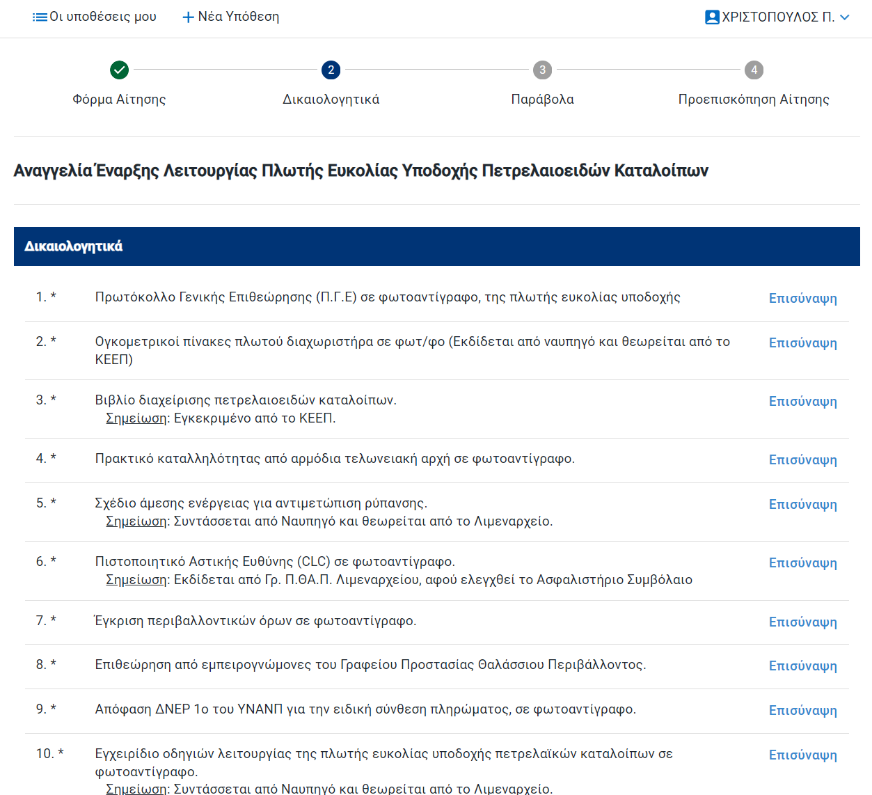 Οι υποθέσεις μου + Νέα Υπόθεση ΧΡΙΣΤΟΠΟΥΛΟΣ Π.
2 3 4
Φόρμα Αίτησης Δικαιολογητικά Παράβολα Προεπισκόπηση Αίτησης
Αναγγελία Έναρξης Λειτουργίας Πλωτής Ευκολίας Υποδοχής Πετρελαιοειδών Καταλοίπων
Δικαιολογητικά
1. * Πρωτόκολλο Γενικής Επιθεώρησης (Π.Γ.Ε) σε φωτοαντίγραφο, της πλωτής ευκολίας υποδοχής Επισύναψη
2. * Ογκομετρικοί πίνακες πλωτού διαχωριστήρα σε φωτ/φο (Εκδίδεται από ναυπηγό και θεωρείται από το Επισύναψη
ΚΕΕΠ)
3. * Βιβλίο διαχείρισης πετρελαιοειδών καταλοίπων. Επισύναψη
Σημείωση: Εγκεκριμένο από το ΚΕΕΠ.
4. * Πρακτικό καταλληλότητας από αρμόδια τελωνειακή αρχή σε φωτοαντίγραφο. Επισύναψη
5. * Σχέδιο άμεσης ενέργειας για αντιμετώπιση ρύπανσης. Επισύναψη
Σημείωση: Συντάσσεται από Ναυπηγό και θεωρείται από το Λιμεναρχείο.
6. * Πιστοποιητικό Αστικής Ευθύνης (CLC) σε φωτοαντίγραφο. Επισύναψη
Σημείωση: Εκδίδεται από Γρ. Π.ΘΑ.Π. Λιμεναρχείου, αφού ελεγχθεί το Ασφαλιστήριο Συμβόλαιο
7. * Έγκριση περιβαλλοντικών όρων σε φωτοαντίγραφο. Επισύναψη
8. * Επιθεώρηση από εμπειρογνώμονες του Γραφείου Προστασίας Θαλάσσιου Περιβάλλοντος. Επισύναψη
9. * Απόφαση ΔΝΕΡ 1ο του ΥΝΑΝΠ για την ειδική σύνθεση πληρώματος, σε φωτοαντίγραφο. Επισύναψη
10. * Εγχειρίδιο οδηγιών λειτουργίας της πλωτής ευκολίας υποδοχής πετρελαϊκών καταλοίπων σε Επισύναψη
φωτοαντίγραφο.
Σημείωση: Συντάσσεται από Ναυπηγό και θεωρείται από το Λιμεναρχείο.